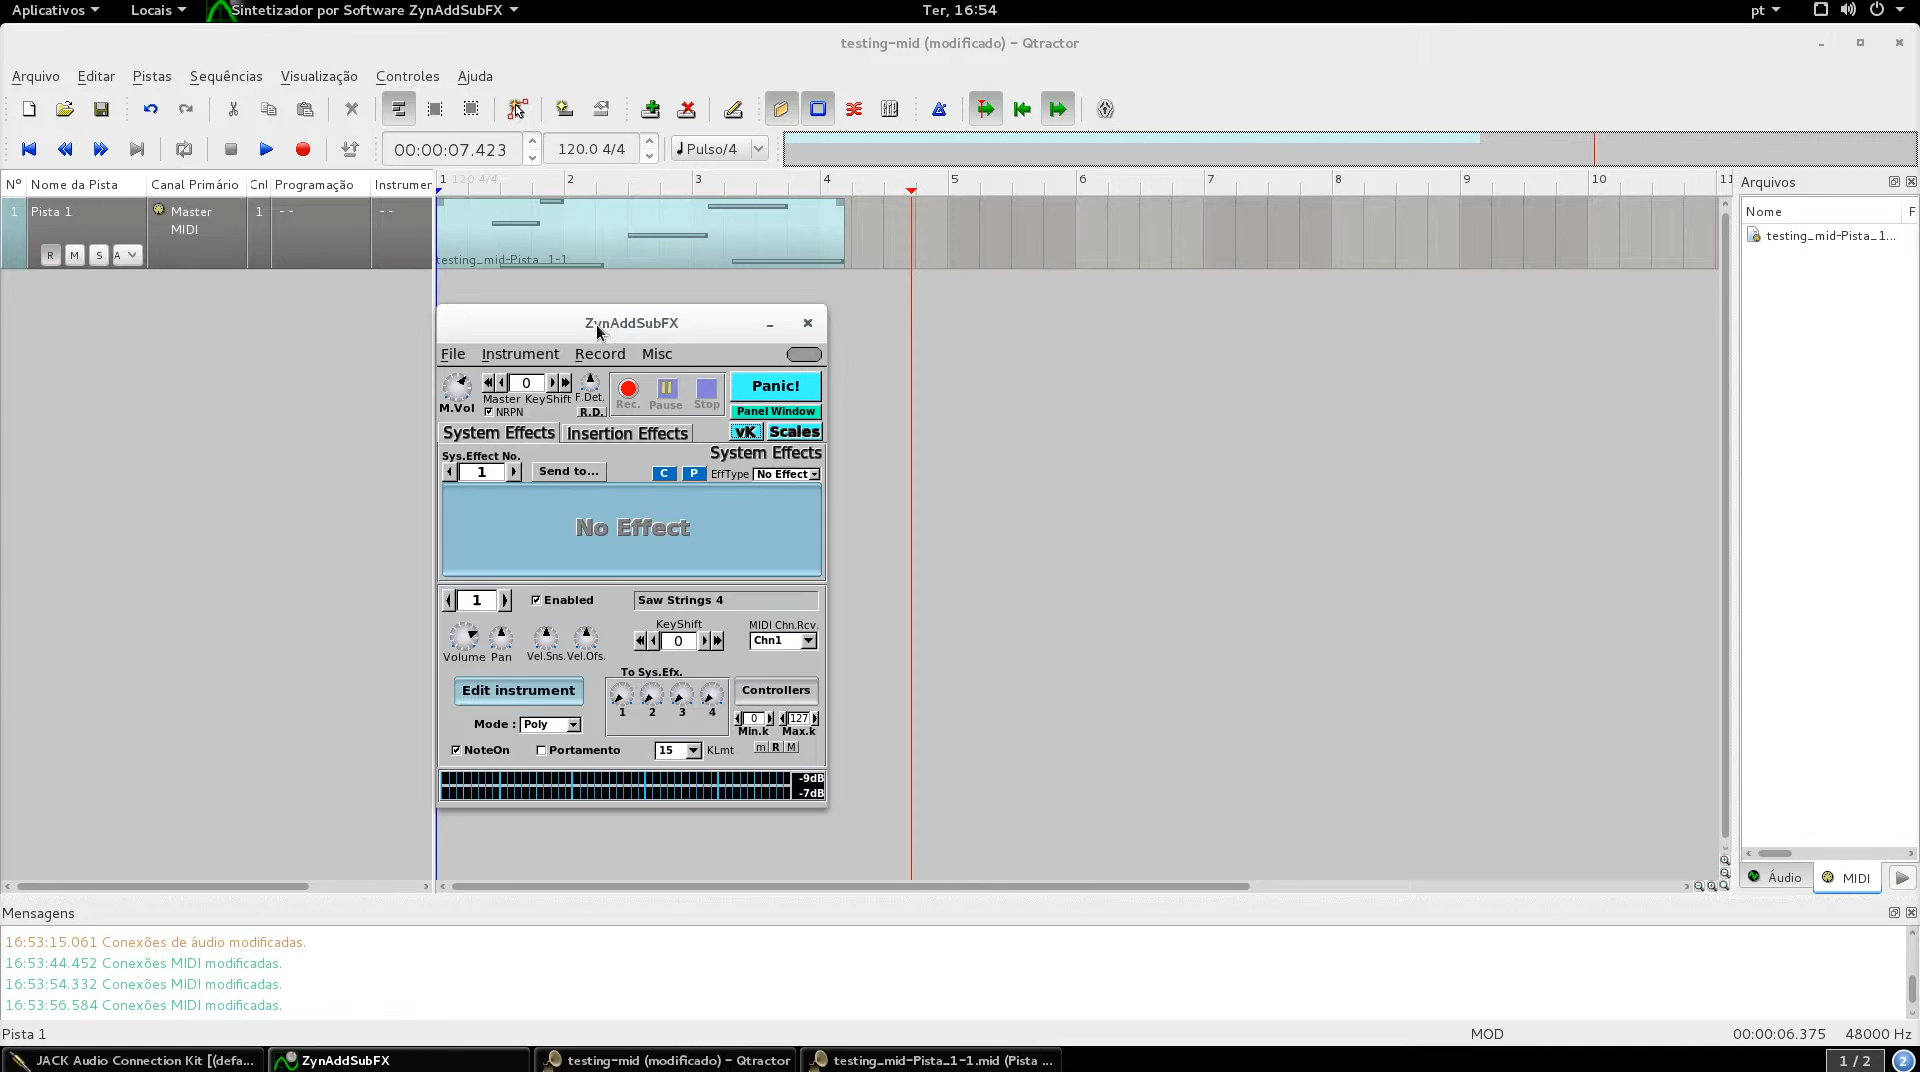 Aplicativos Locais Sintetizador por Software ZynAddSubFX Ter, 16:54 pt
testing-mid (modificado) - Qtractor
Arquivo Editar Pistas Sequências Visualização Controles Ajuda
00:00:07.423 120.0 4/4 Pulso/4
Nº Nome da Pista Canal Primário Cnl Programação Instrumen 1 120 4/4 2 3 4 5 6 7 8 9 10 11 Arquivos
1 Pista 1 Master MIDI 1 -- --
R M S A
testing_mid-Pista_1-1
Nome F
testing_mid-Pista_1...
ZynAddSubFX
File Instrument Record Misc
M.Vol 0 Master KeyShift F.Det. Rec. Pause Stop Panic!
NRPN R.D. Panel Window
System Effects Insertion Effects vK Scales
Sys.Effect No. System Effects
1 Send to... C P EffType No Effect
No Effect
1 Enabled Saw Strings 4
KeyShift MIDI Chn.Rcv.
0 Chn1
Volume Pan Vel.Sns. Vel.Ofs.
To Sys.Efx.
Edit instrument 1 2 3 4 Controllers
Mode : Poly 0 127
Min.k Max.k
NoteOn Portamento 15 KLmt m R M
-9dB
-7dB
Áudio MIDI
Mensagens
16:53:15.061 Conexões de áudio modificadas.
16:53:44.452 Conexões MIDI modificadas.
16:53:54.332 Conexões MIDI modificadas.
16:53:56.584 Conexões MIDI modificadas.
Pista 1 MOD 00:00:06.375 48000 Hz
JACK Audio Connection Kit [(defa... ZynAddSubFX testing-mid (modificado) - Qtractor testing_mid-Pista_1-1.mid (Pista ... 1 / 2 2